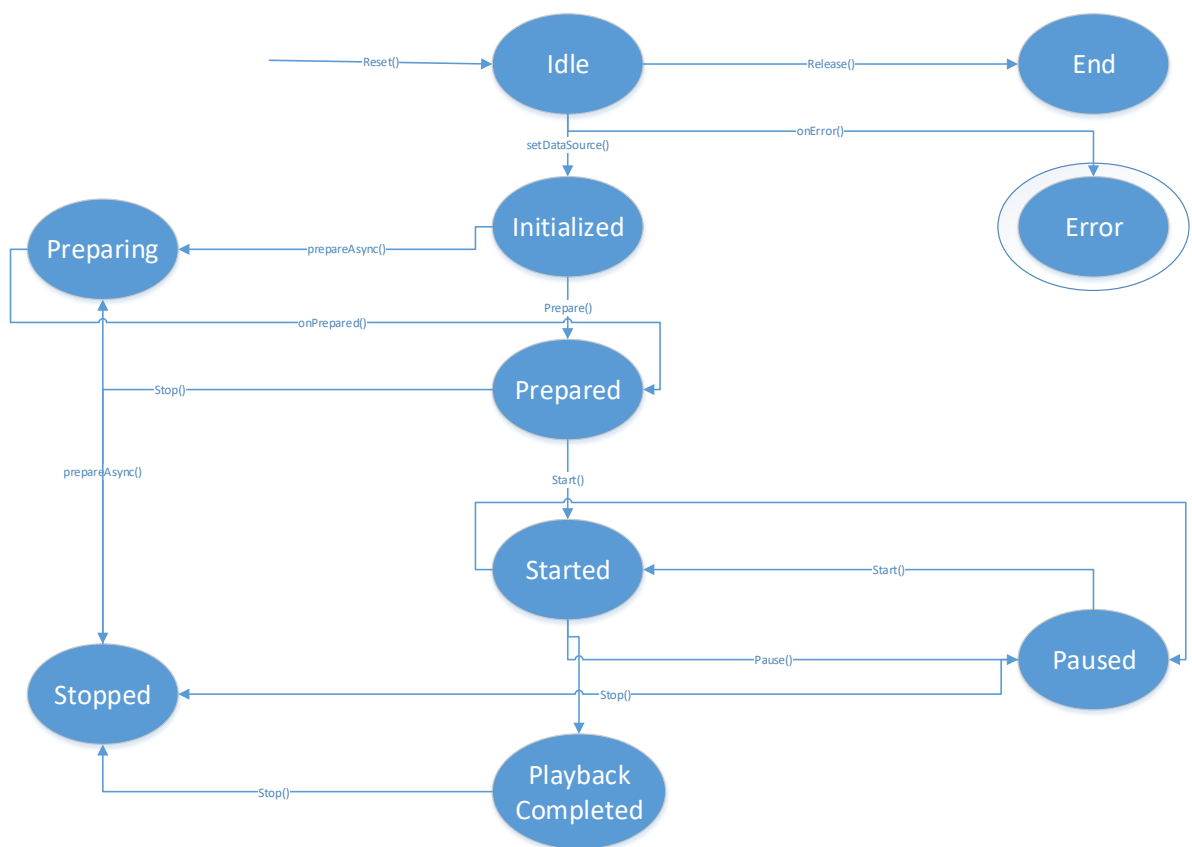 Reset()
Idle
Release()
End
onError()
setDataSource()
Initialized
Error
Preparing
prepareAsync()
Prepare()
onPrepared()
Prepared
Stop()
prepareAsync()
Start()
Started
Start()
Pause()
Paused
Stopped
Stop()
Playback
Completed
Stop()